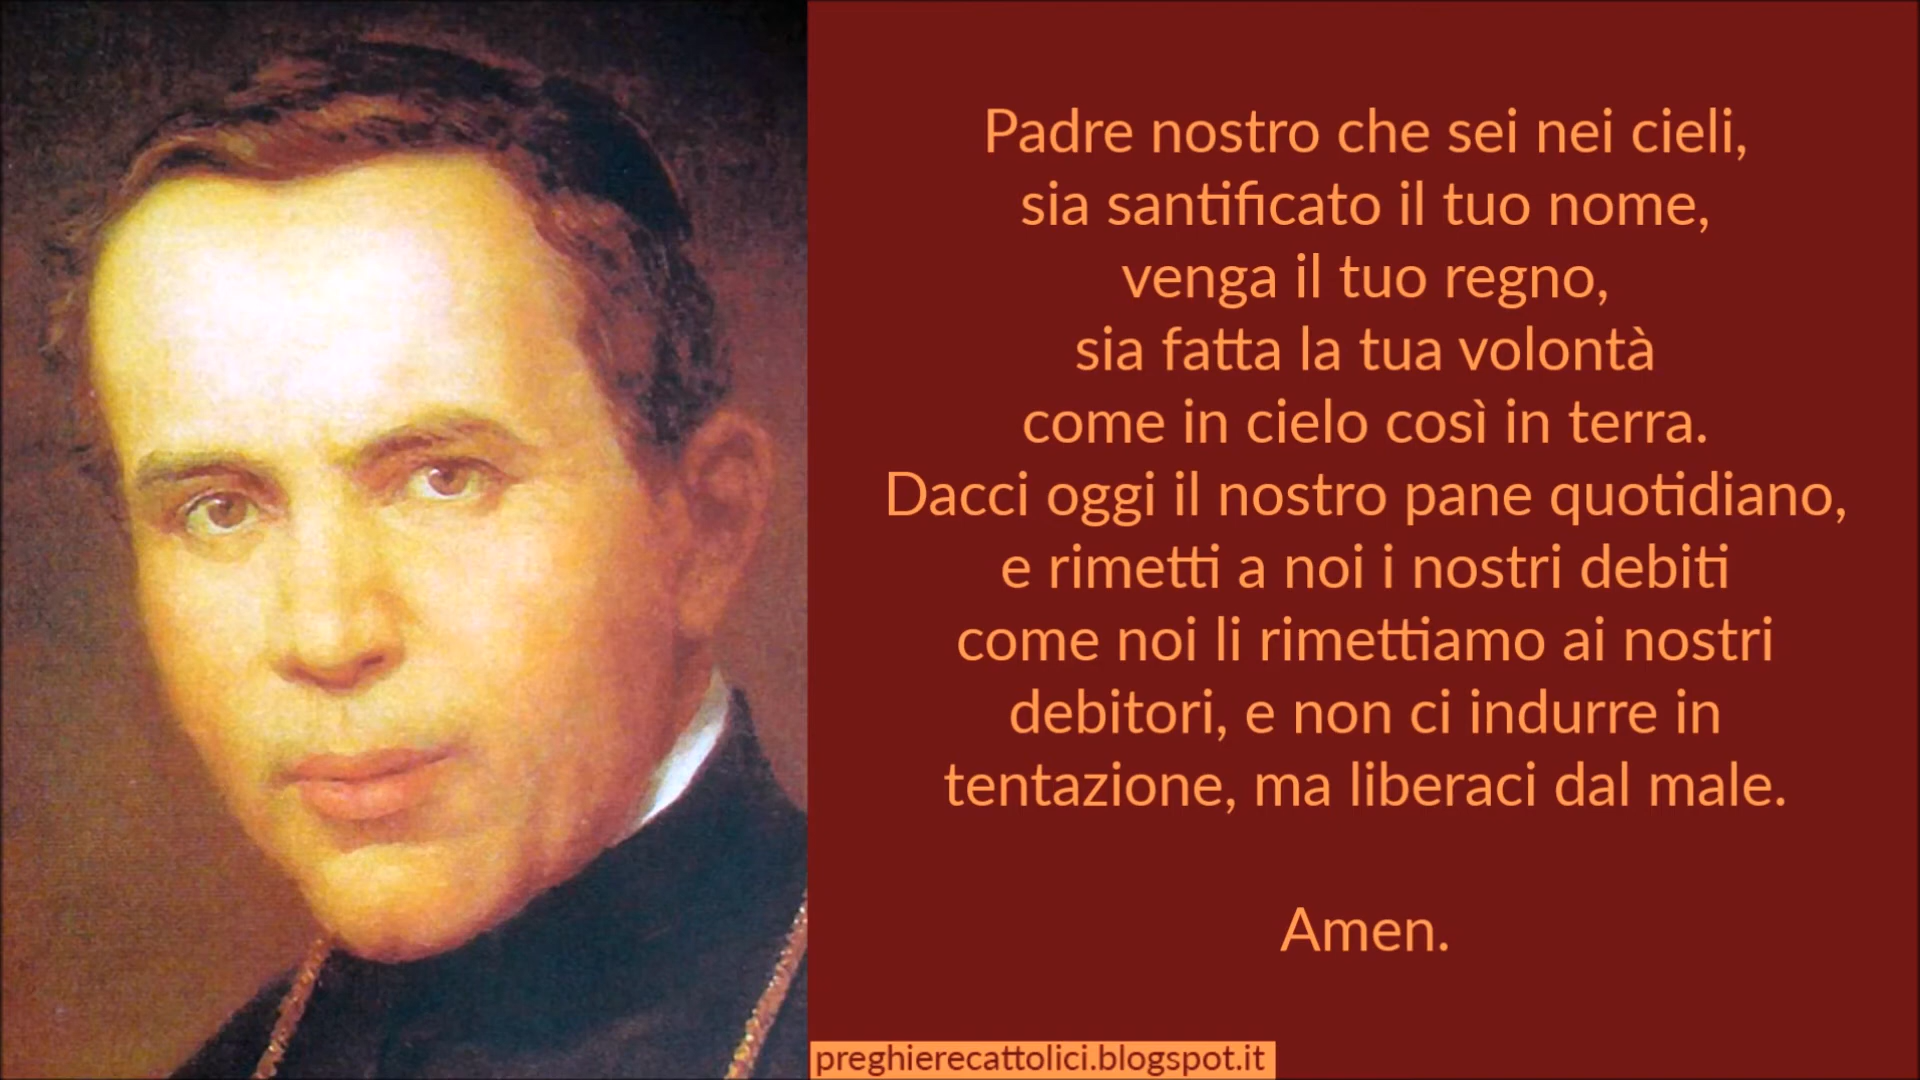 Padre nostro che sei nei cieli,
sia santificato il tuo nome,
venga il tuo regno,
sia fatta la tua volontà
come in cielo così in terra.
Dacci oggi il nostro pane quotidiano,
e rimetti a noi i nostri debiti
come noi li rimettiamo ai nostri
debitori, e non ci indurre in
tentazione, ma liberaci dal male.
Amen.
preghierecattolici.blogspot.it